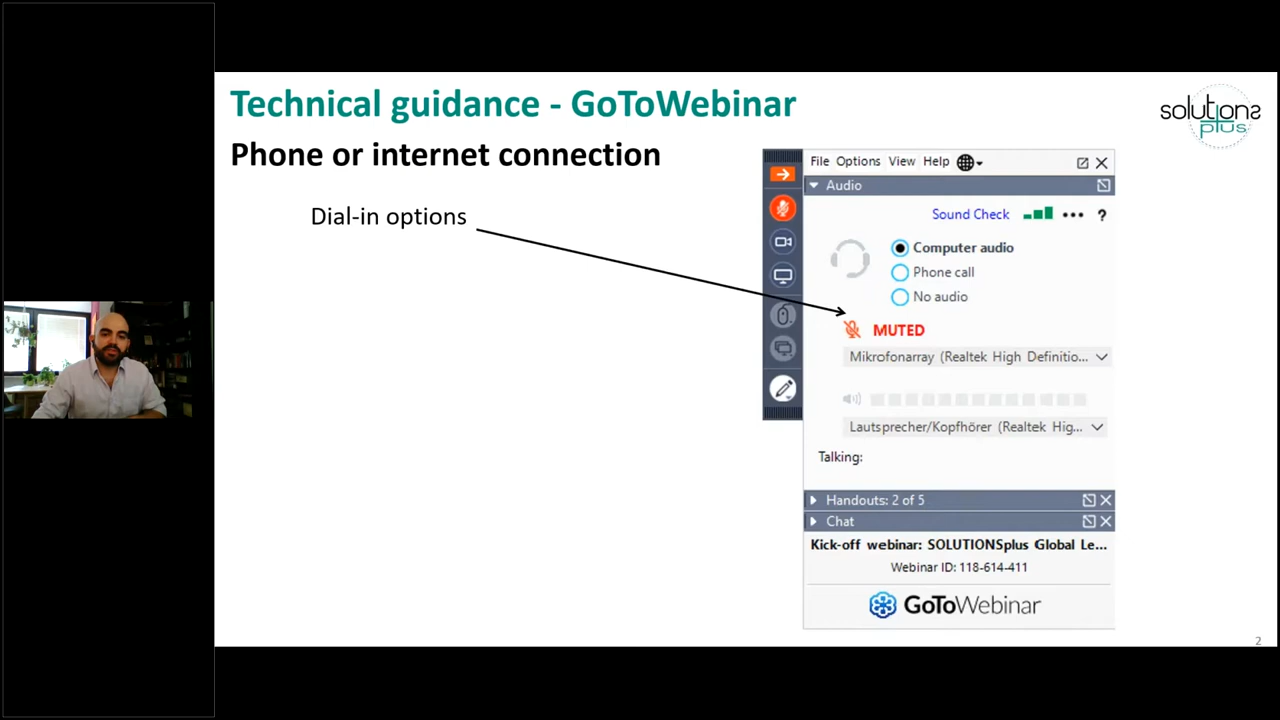 Technical guidance - GoToWebinar
solutions
plus
Phone or internet connection
Dial-in options
File Options View Help
Audio
Sound Check ••• ?
Computer audio
Phone call
No audio
MUTED
Mikrofonarray (Realtek High Definitio...
Lautsprecher/Kopfhörer (Realtek Hig...
Talking:
Handouts: 2 of 5
Chat
Kick-off webinar: SOLUTIONSplus Global Le...
Webinar ID: 118-614-411
GoToWebinar
2